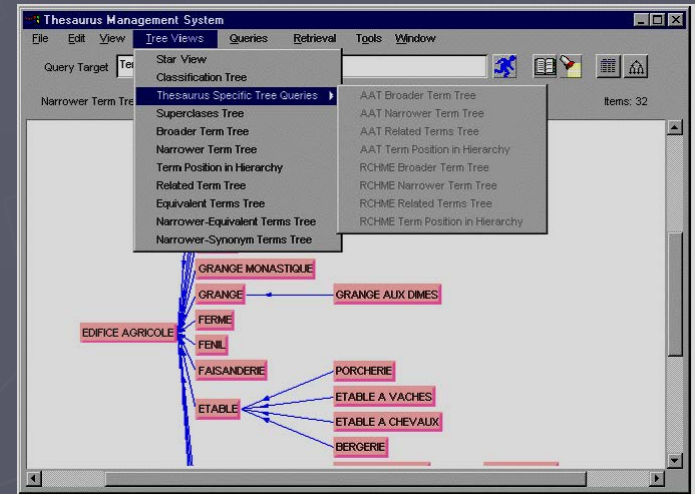 Thesaurus Management System
File Edit View Tree Views Queries Retrieval Tools Window
Query Target
Star View
Classification Tree
Narrower Term Tre
Thesaurus Specific Tree Queries
AAT Broader Term Tree
Items: 32
Superclases Tree
AAT Narrower Term Tree
Broader Term Tree
AAT Related Terms Tree
Narrower Term Tree
AAT Term Position in Hierarchy
Term Position in Hierarchy
RCHME Broader Term Tree
Related Term Tree
RCHME Narrower Term Tree
Equivalent Terms Tree
RCHME Related Terms Tree
Narrower-Equivalent Terms Tree
RCHME Term Position in Hierarchy
Narrower-Synonym Terms Tree
GRANGE MONASTIQUE
GRANGE GRANGE AUX DIMES
FERME
EDIFICE AGRICOLE
FENIL
FAISANDERIE PORCHERIE
ETABLE A VACHES
ETABLE
ETABLE A CHEVAUX
BERGERIE